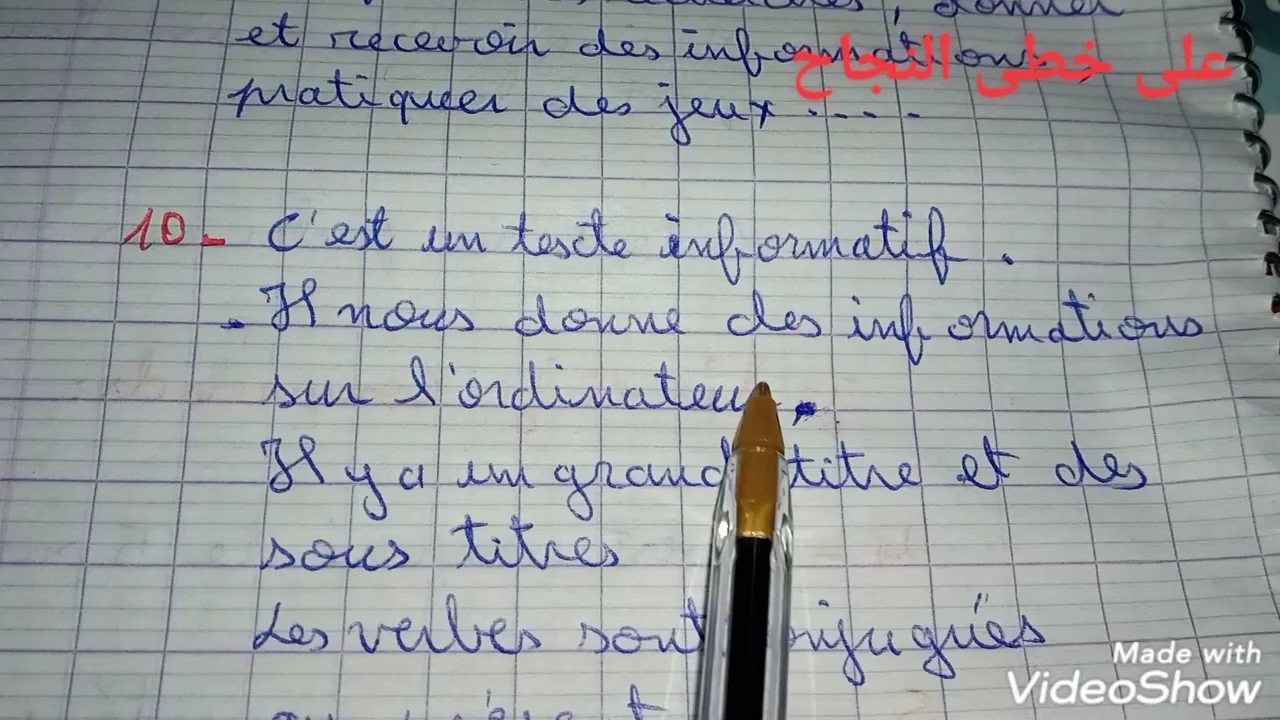 donner
et recevoir des informations,
على خطى النجاح
pratiquer des jeux ....
10- C'est un texte informatif.
. Il nous donne des informations
sur l'ordinateur.
Il y a un grand titre et des
sous titres
Les verbes sont conjugués
Made with
VideoShow